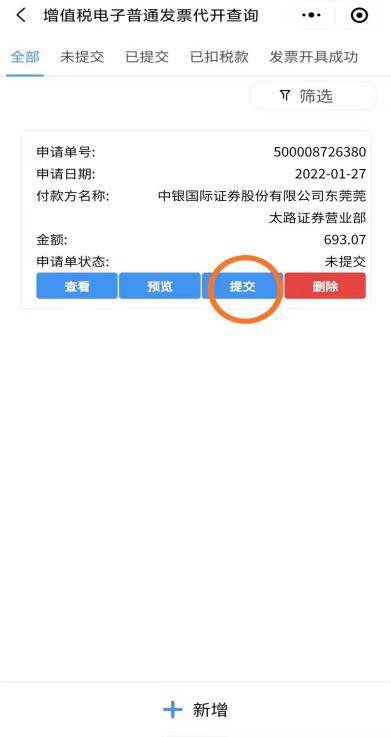 增值税电子普通发票代开查询
全部 未提交 已提交 已扣税款 发票开具成功
筛选
申请单号: 500008726380
申请日期: 2022-01-27
付款方名称: 中银国际证券股份有限公司东莞莞
太路证券营业部
金额: 693.07
申请单状态: 未提交
查看 预览 提交 删除
新增